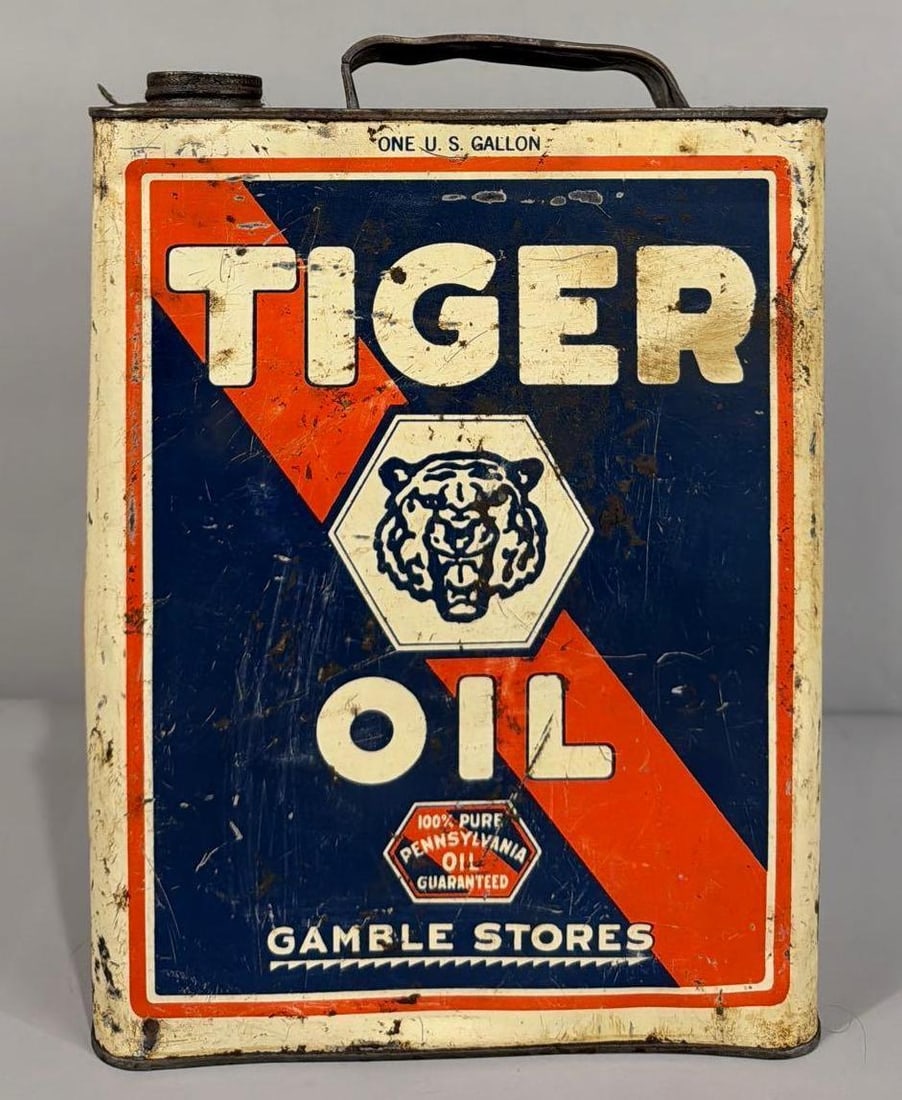 ONE U. S. GALLON
TIGER
OIL
100% PURE
PENNSYLVANIA
OIL
GUARANTEED
GAMBLE STORES